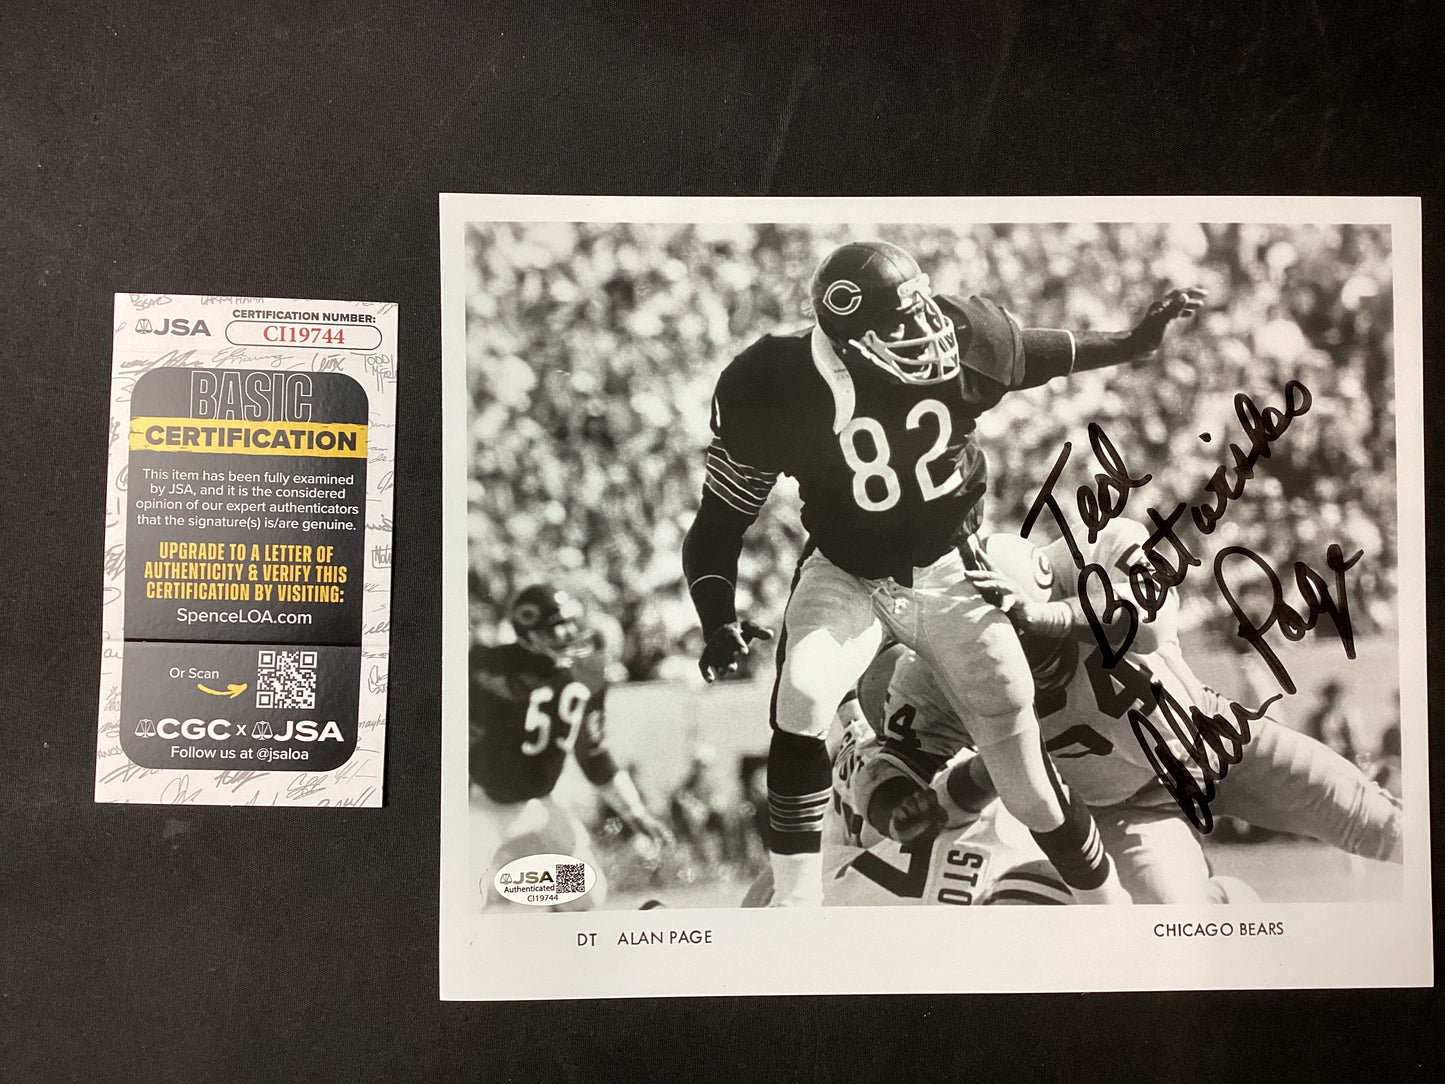 JSA
CERTIFICATION NUMBER:
CI19744
BASIC
CERTIFICATION
This item has been fully examined
by JSA, and it is the considered
opinion of our expert authenticators
that the signature(s) is/are genuine.
UPGRADE TO A LETTER OF
AUTHENTICITY & VERIFY THIS
CERTIFICATION BY VISITING:
SpenceLOA.com
Or Scan
CGC x JSA
Follow us at @jsaloa
C
82
59
Ted
Best wishes
Alan Page
STO
JSA
Authenticated
CI19744
DT ALAN PAGE
CHICAGO BEARS